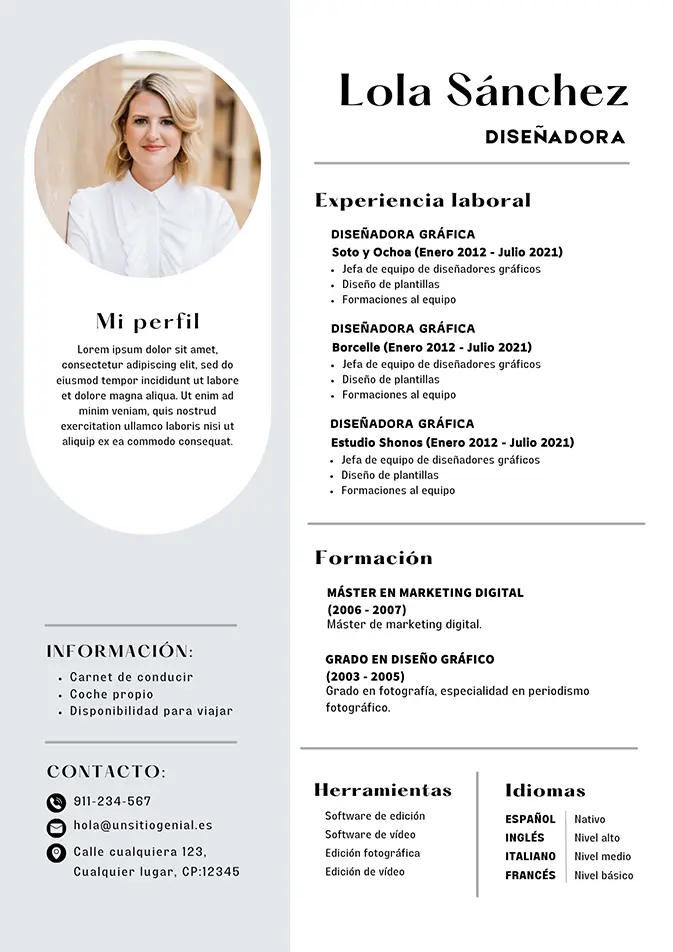 Lola Sánchez
DISEÑADORA
Mi perfil
Lorem ipsum dolor sit amet,
consectetur adipiscing elit, sed do
eiusmod tempor incididunt ut labore
et dolore magna aliqua. Ut enim ad
minim veniam, quis nostrud
exercitation ullamco laboris nisi ut
aliquip ex ea commodo consequat.
INFORMACIÓN:
• Carnet de conducir
• Coche propio
• Disponibilidad para viajar
CONTACTO:
911-234-567
hola@unsitiogenial.es
Calle cualquiera 123,
Cualquier lugar, CP:12345
Experiencia laboral
DISEÑADORA GRÁFICA
Soto y Ochoa (Enero 2012 - Julio 2021)
• Jefa de equipo de diseñadores gráficos
• Diseño de plantillas
• Formaciones al equipo
DISEÑADORA GRÁFICA
Borcelle (Enero 2012 - Julio 2021)
• Jefa de equipo de diseñadores gráficos
• Diseño de plantillas
• Formaciones al equipo
DISEÑADORA GRÁFICA
Estudio Shonos (Enero 2012 - Julio 2021)
• Jefa de equipo de diseñadores gráficos
• Diseño de plantillas
• Formaciones al equipo
Formación
MÁSTER EN MARKETING DIGITAL
(2006 - 2007)
Máster de marketing digital.
GRADO EN DISEÑO GRÁFICO
(2003 - 2005)
Grado en fotografía, especialidad en periodismo
fotográfico.
Herramientas
Software de edición
Software de vídeo
Edición fotográfica
Edición de vídeo
Idiomas
ESPAÑOL Nativo
INGLÉS Nivel alto
ITALIANO Nivel medio
FRANCÉS Nivel básico